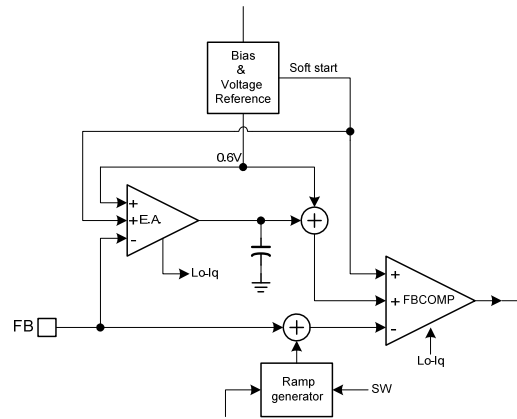 Bias
&
Voltage
Reference
Soft start
0.6V
+
+
-
E.A.
+
Lo-Iq
+
+
-
FBCOMP
FB
+
Lo-Iq
Ramp
generator
SW